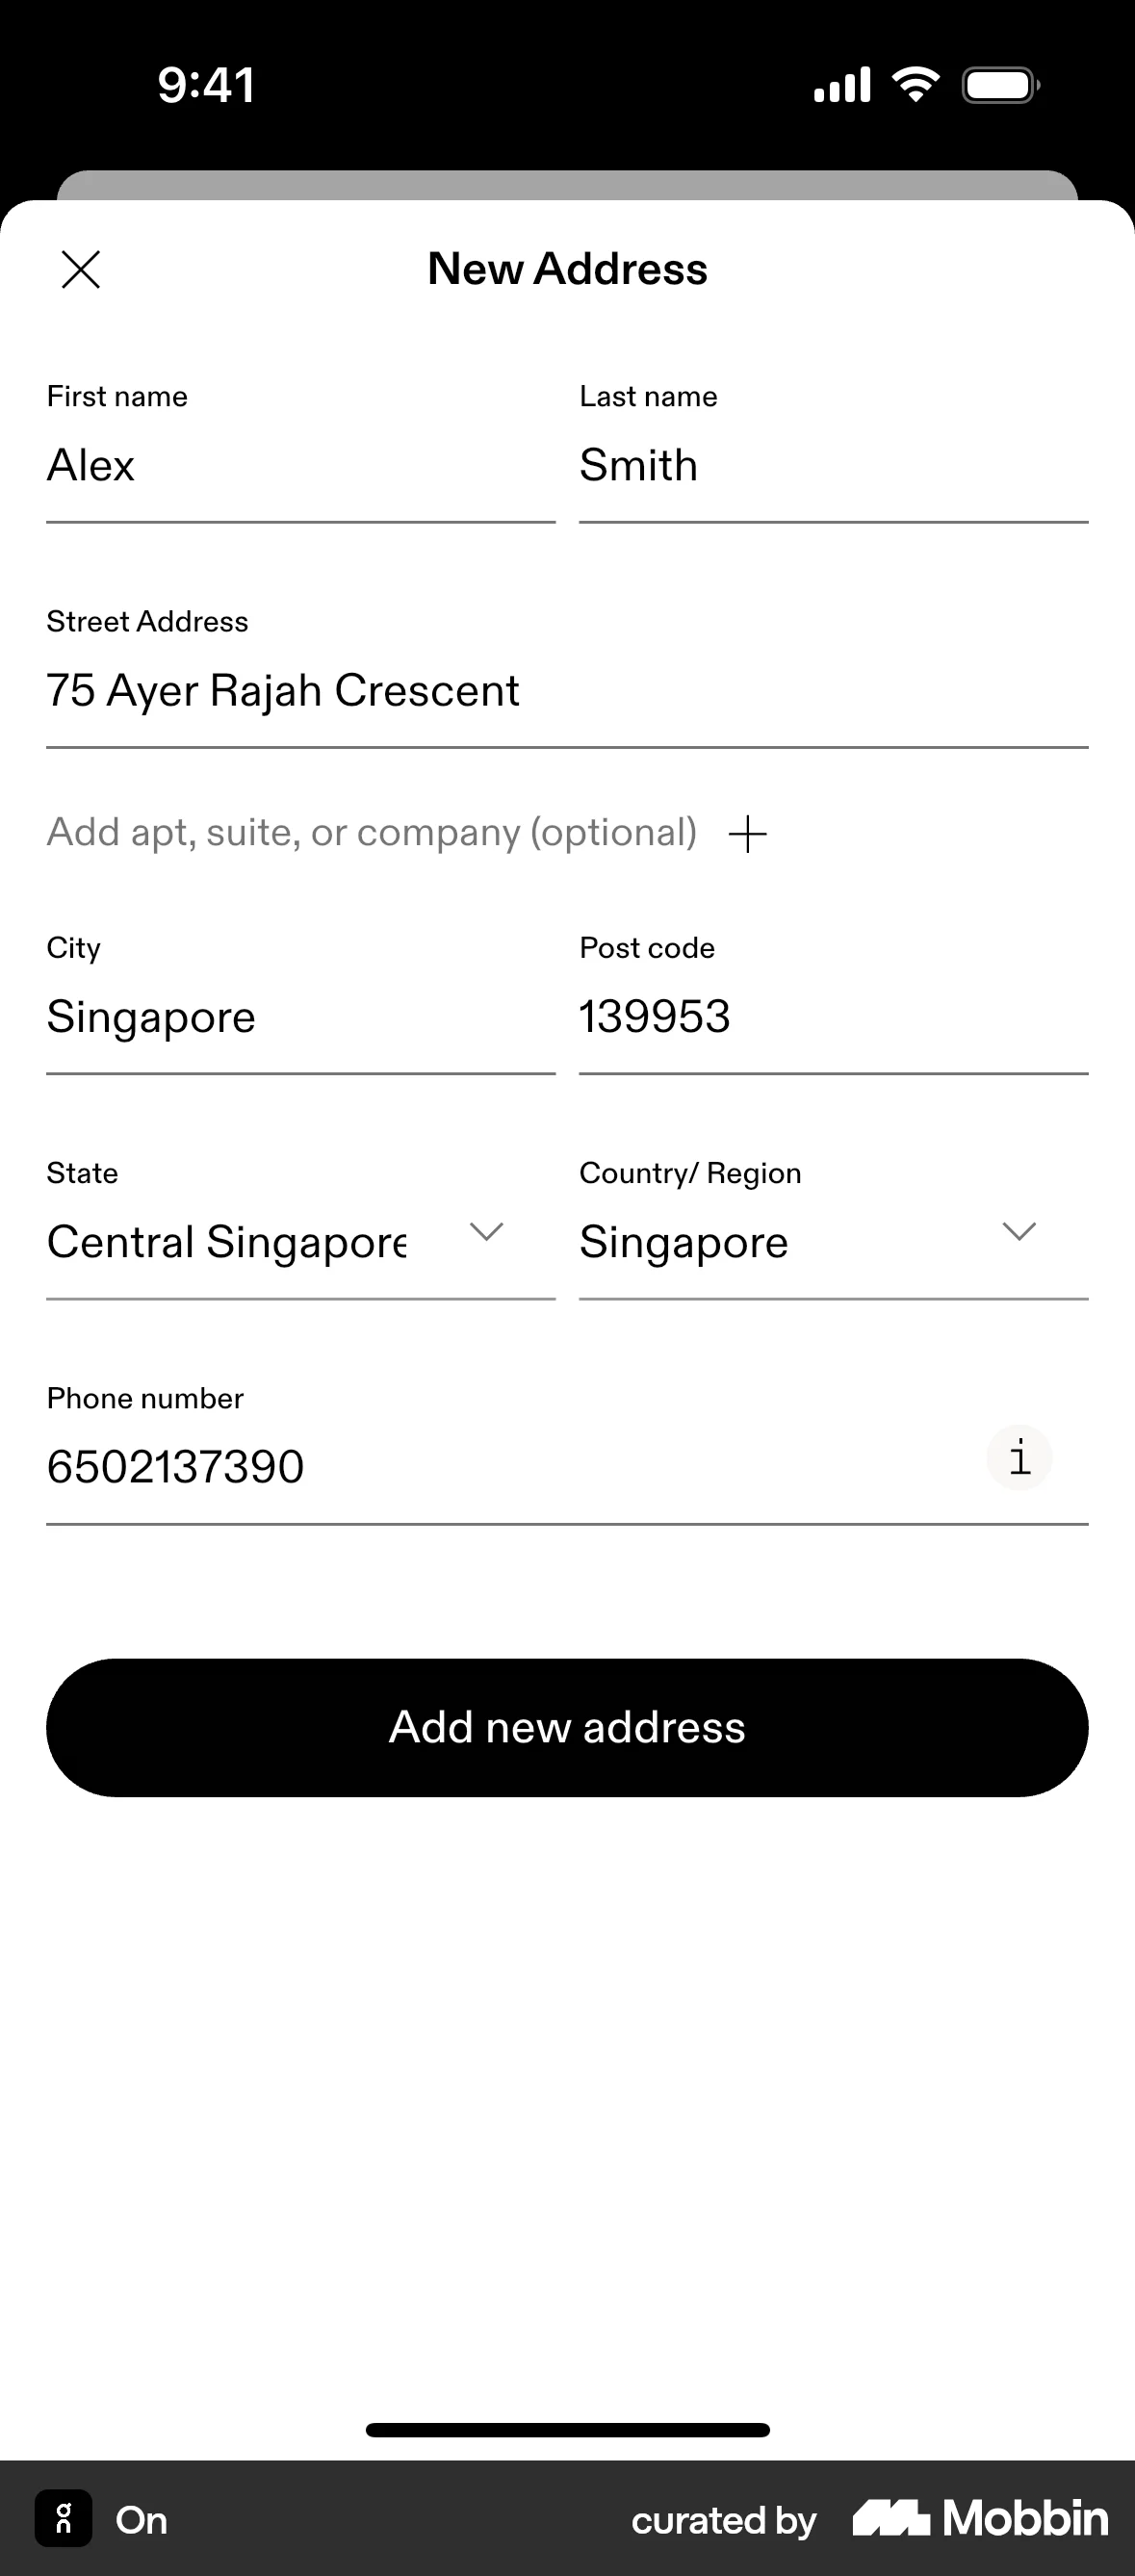 9:41
New Address
First name Last name
Alex Smith
Street Address
75 Ayer Rajah Crescent
Add apt, suite, or company (optional)
City Post code
Singapore 139953
State Country/ Region
Central Singapore Singapore
Phone number
6502137390 i
Add new address
On On curated by Mobbin